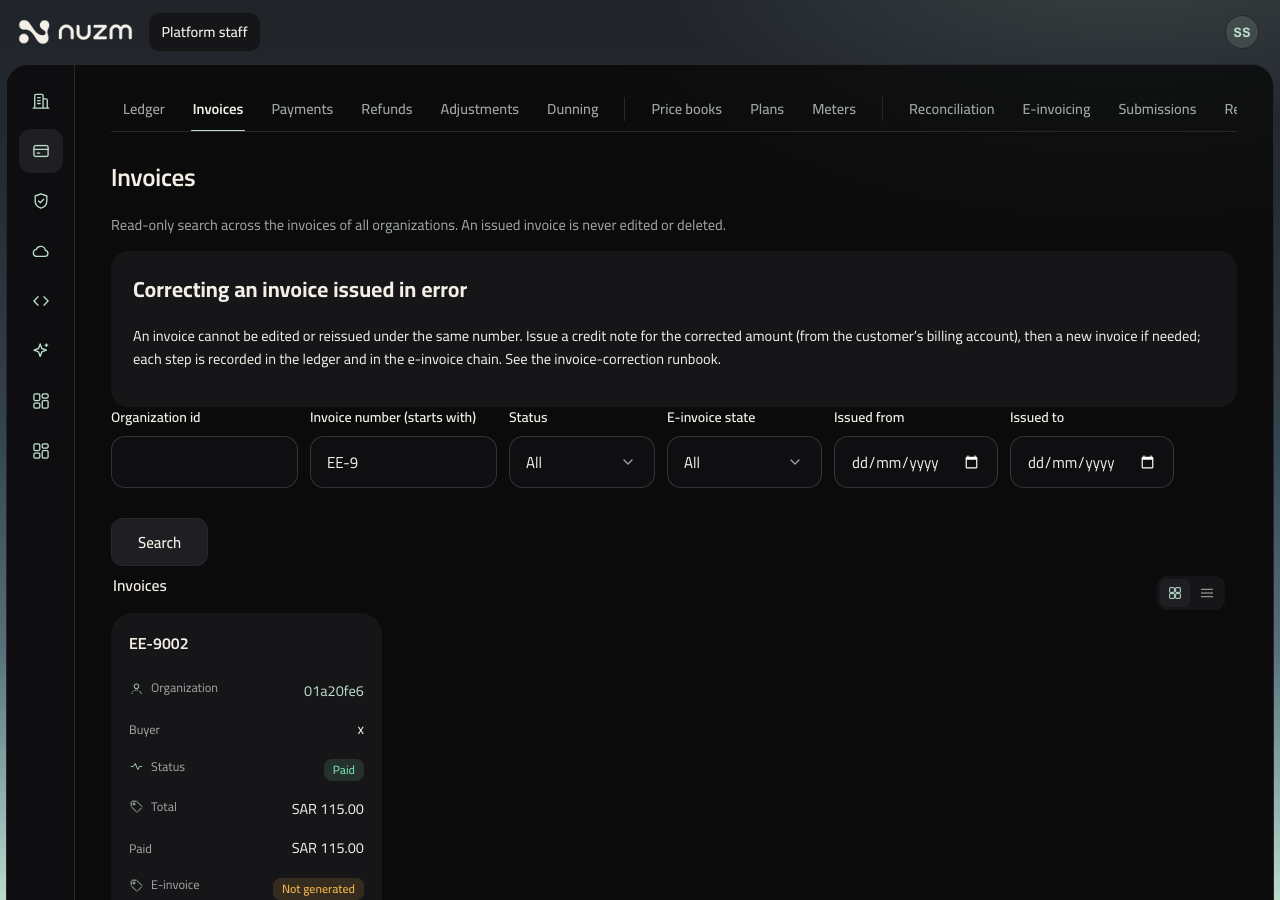 nuzm
Platform staff
SS
Ledger Invoices Payments Refunds Adjustments Dunning Price books Plans Meters Reconciliation E-invoicing Submissions Re
Invoices
Read-only search across the invoices of all organizations. An issued invoice is never edited or deleted.
Correcting an invoice issued in error
An invoice cannot be edited or reissued under the same number. Issue a credit note for the corrected amount (from the customer’s billing account), then a new invoice if needed;
each step is recorded in the ledger and in the e-invoice chain. See the invoice-correction runbook.
Organization id Invoice number (starts with) Status E-invoice state Issued from Issued to
EE-9 All All dd/mm/yyyy dd/mm/yyyy
Search
Invoices
EE-9002
Organization 01a20fe6
Buyer x
Status Paid
Total SAR 115.00
Paid SAR 115.00
E-invoice Not generated